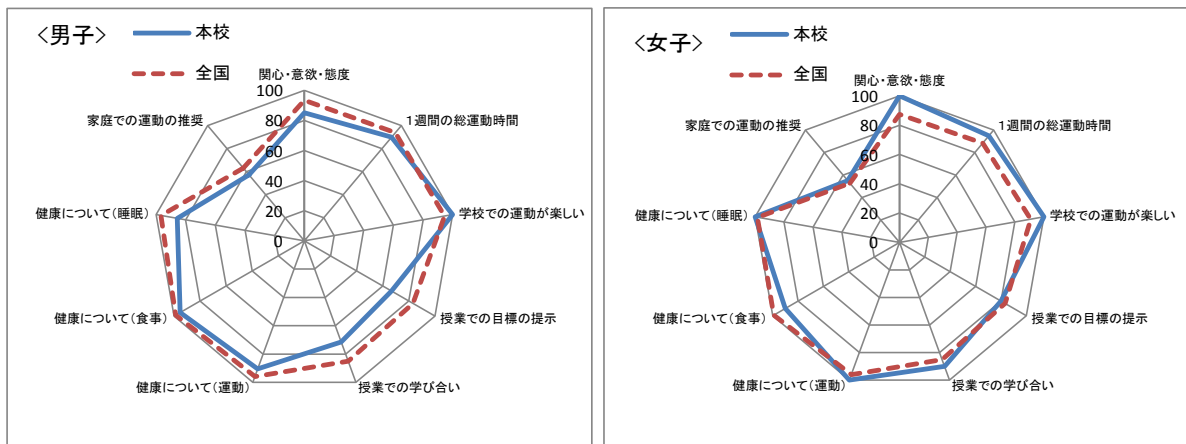 〈男子〉
本校
全国
関心・意欲・態度
1週間の総運動時間
学校での運動が楽しい
授業での目標の提示
授業での学び合い
健康について(運動)
健康について(食事)
健康について(睡眠)
家庭での運動の推奨
100
80
60
40
20
0
〈女子〉
本校
全国
関心・意欲・態度
1週間の総運動時間
学校での運動が楽しい
授業での目標の提示
授業での学び合い
健康について(運動)
健康について(食事)
健康について(睡眠)
家庭での運動の推奨
100
80
60
40
20
0